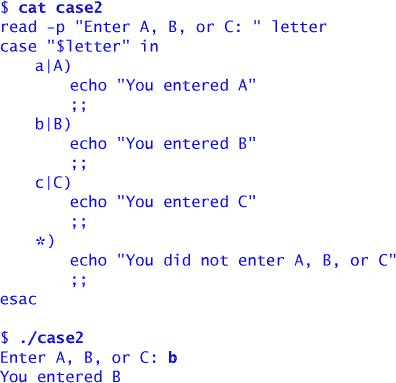 $ cat case2
read -p "Enter A, B, or C: " letter
case "$letter" in
    a|A)
        echo "You entered A"
        ;;
    b|B)
        echo "You entered B"
        ;;
    c|C)
        echo "You entered C"
        ;;
    *)
        echo "You did not enter A, B, or C"
        ;;
esac

$ ./case2
Enter A, B, or C: b
You entered B